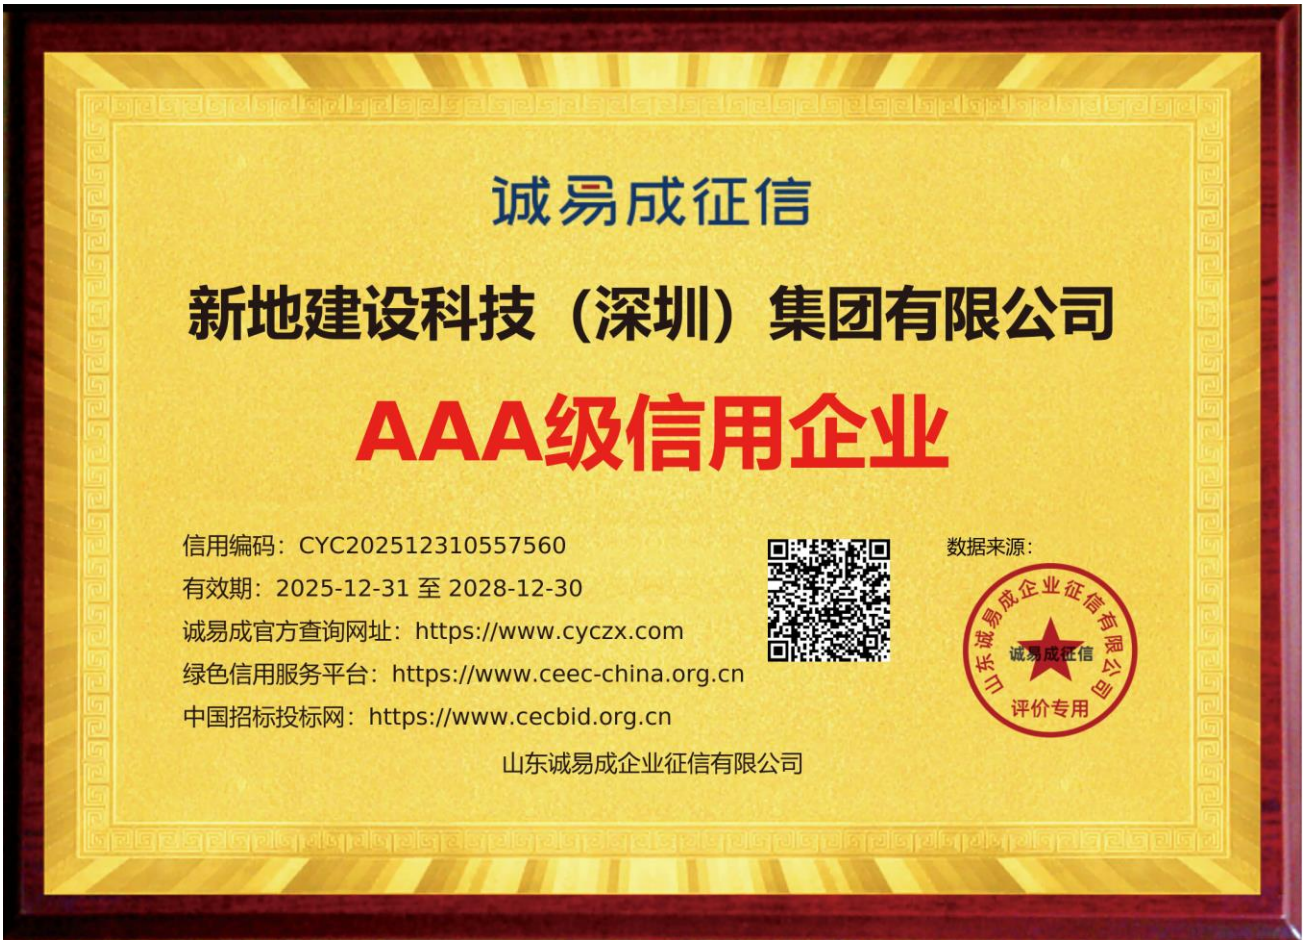 诚易成征信
新地建设科技（深圳）集团有限公司
AAA级信用企业
信用编码：CYC202512310557560
有效期：2025-12-31 至 2028-12-30
诚易成官方查询网址：https://www.cyczx.com
绿色信用服务平台：https://www.ceec-china.org.cn
中国招标投标网：https://www.cecbid.org.cn
数据来源：
山东诚易成企业征信有限公司
诚易成征信
评价专用
山东诚易成企业征信有限公司